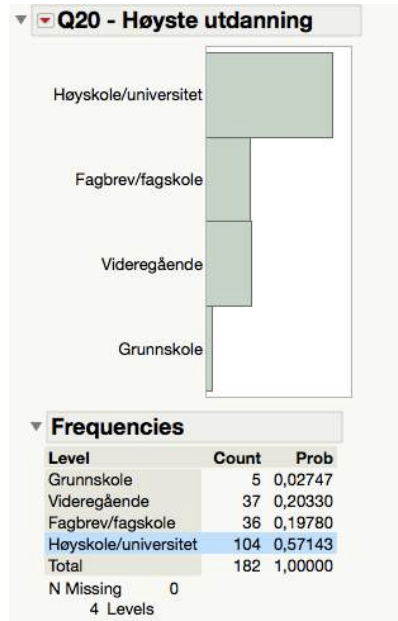 Q20 - Høyste utdanning
Høyskole/universitet
Fagbrev/fagskole
Videregående
Grunnskole
Frequencies
Level Count Prob
Grunnskole 5 0,02747
Videregående 37 0,20330
Fagbrev/fagskole 36 0,19780
Høyskole/universitet 104 0,57143
Total 182 1,00000
N Missing 0
4 Levels